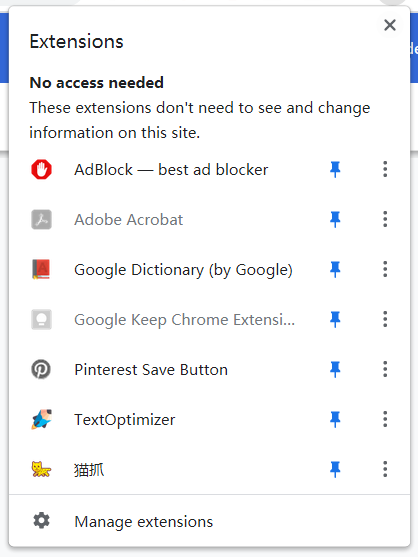 Extensions
No access needed
These extensions don't need to see and change
information on this site.
AdBlock — best ad blocker
Adobe Acrobat
Google Dictionary (by Google)
Google Keep Chrome Extensi...
Pinterest Save Button
TextOptimizer
猫抓
Manage extensions